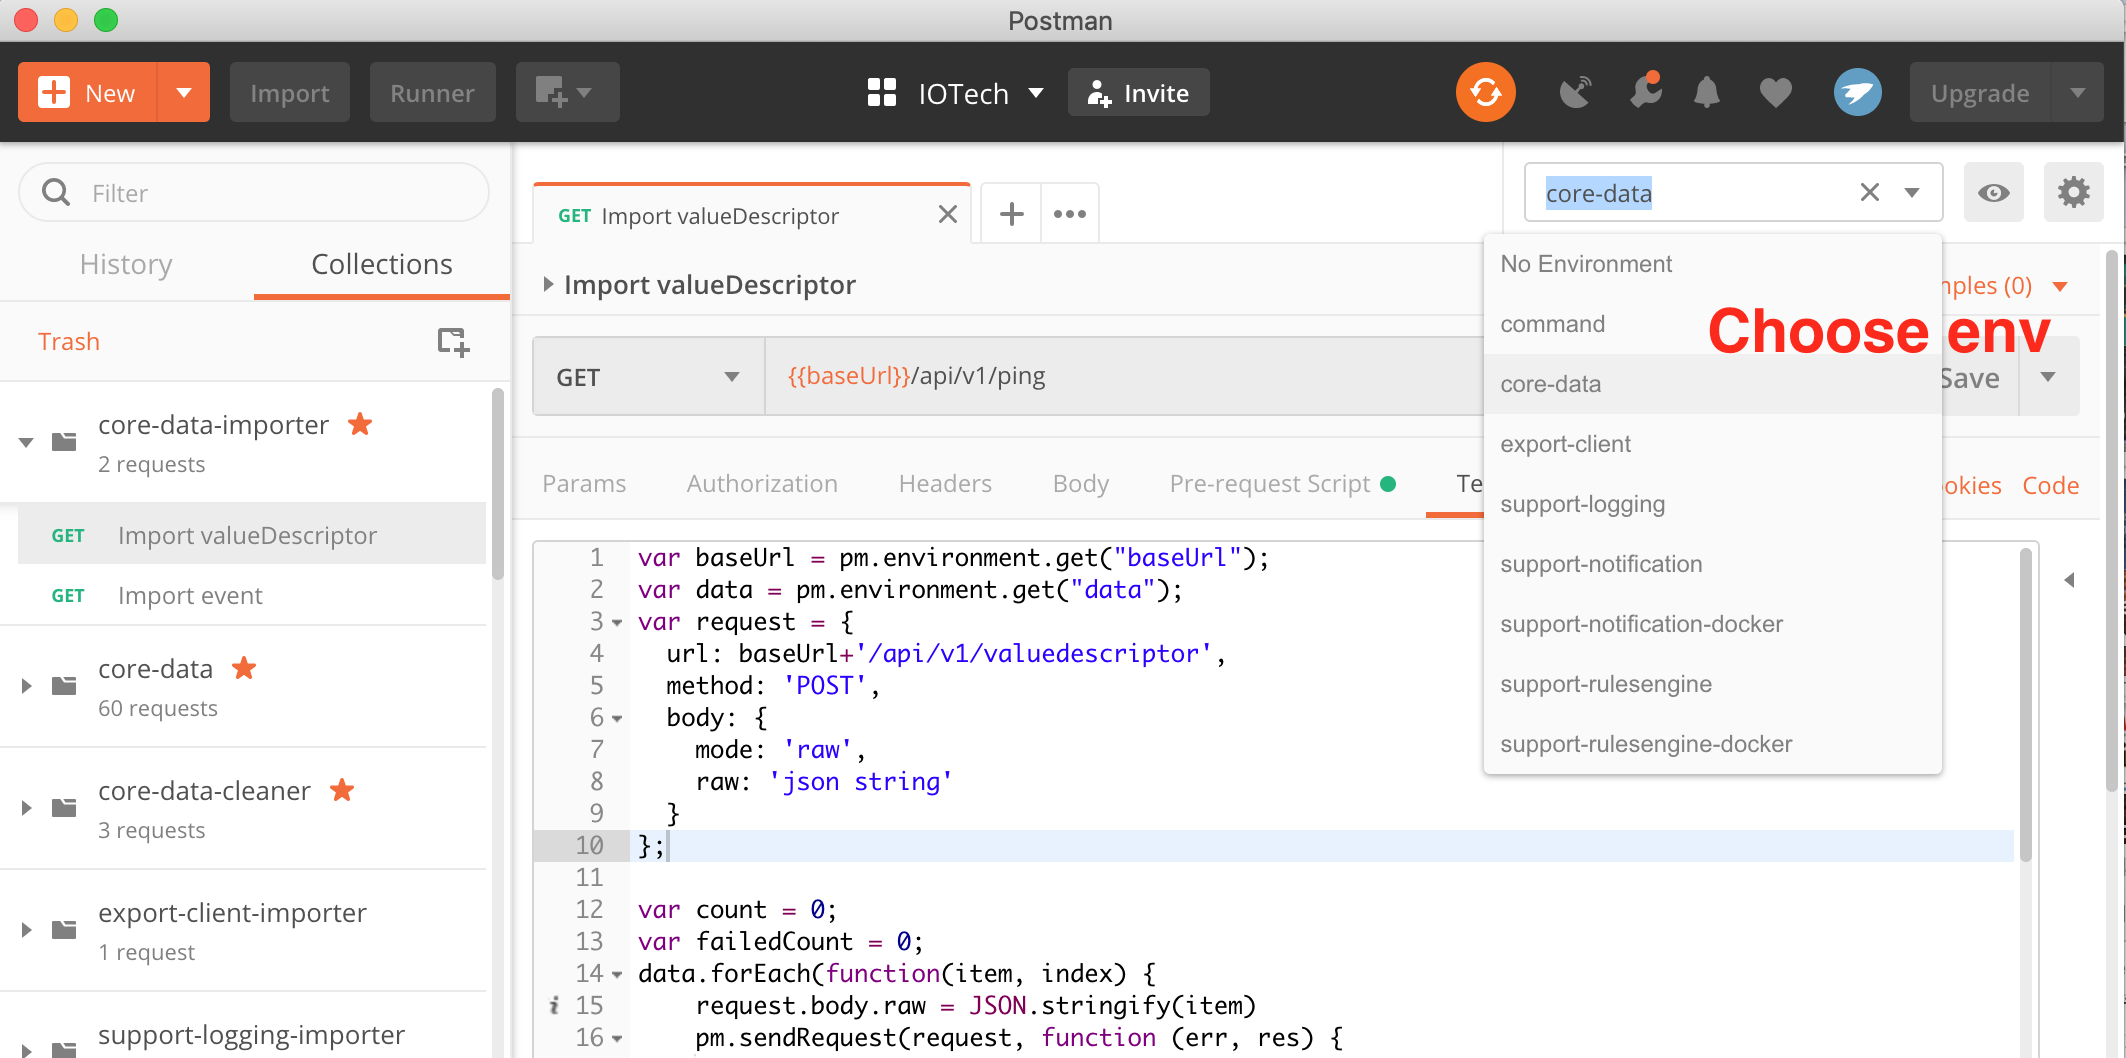 Postman
New
Import
Runner
IOTech
Invite
Upgrade
Filter
History
Collections
Trash
core-data-importer
2 requests
GET Import valueDescriptor
GET Import event
core-data
60 requests
core-data-cleaner
3 requests
export-client-importer
1 request
support-logging-importer
GET Import valueDescriptor
core-data
Import valueDescriptor
nples (0)
GET
{{baseUrl}}/api/v1/ping
Save
Params
Authorization
Headers
Body
Pre-request Script
Te
okies
Code
No Environment
command
core-data
export-client
support-logging
support-notification
support-notification-docker
support-rulesengine
support-rulesengine-docker
Choose env
1 var baseUrl = pm.environment.get("baseUrl");
2 var data = pm.environment.get("data");
3 var request = {
4 url: baseUrl+'/api/v1/valuedescriptor',
5 method: 'POST',
6 body: {
7 mode: 'raw',
8 raw: 'json string'
9 }
10 };
11
12 var count = 0;
13 var failedCount = 0;
14 data.forEach(function(item, index) {
15 request.body.raw = JSON.stringify(item)
16 pm.sendRequest(request, function (err, res) {